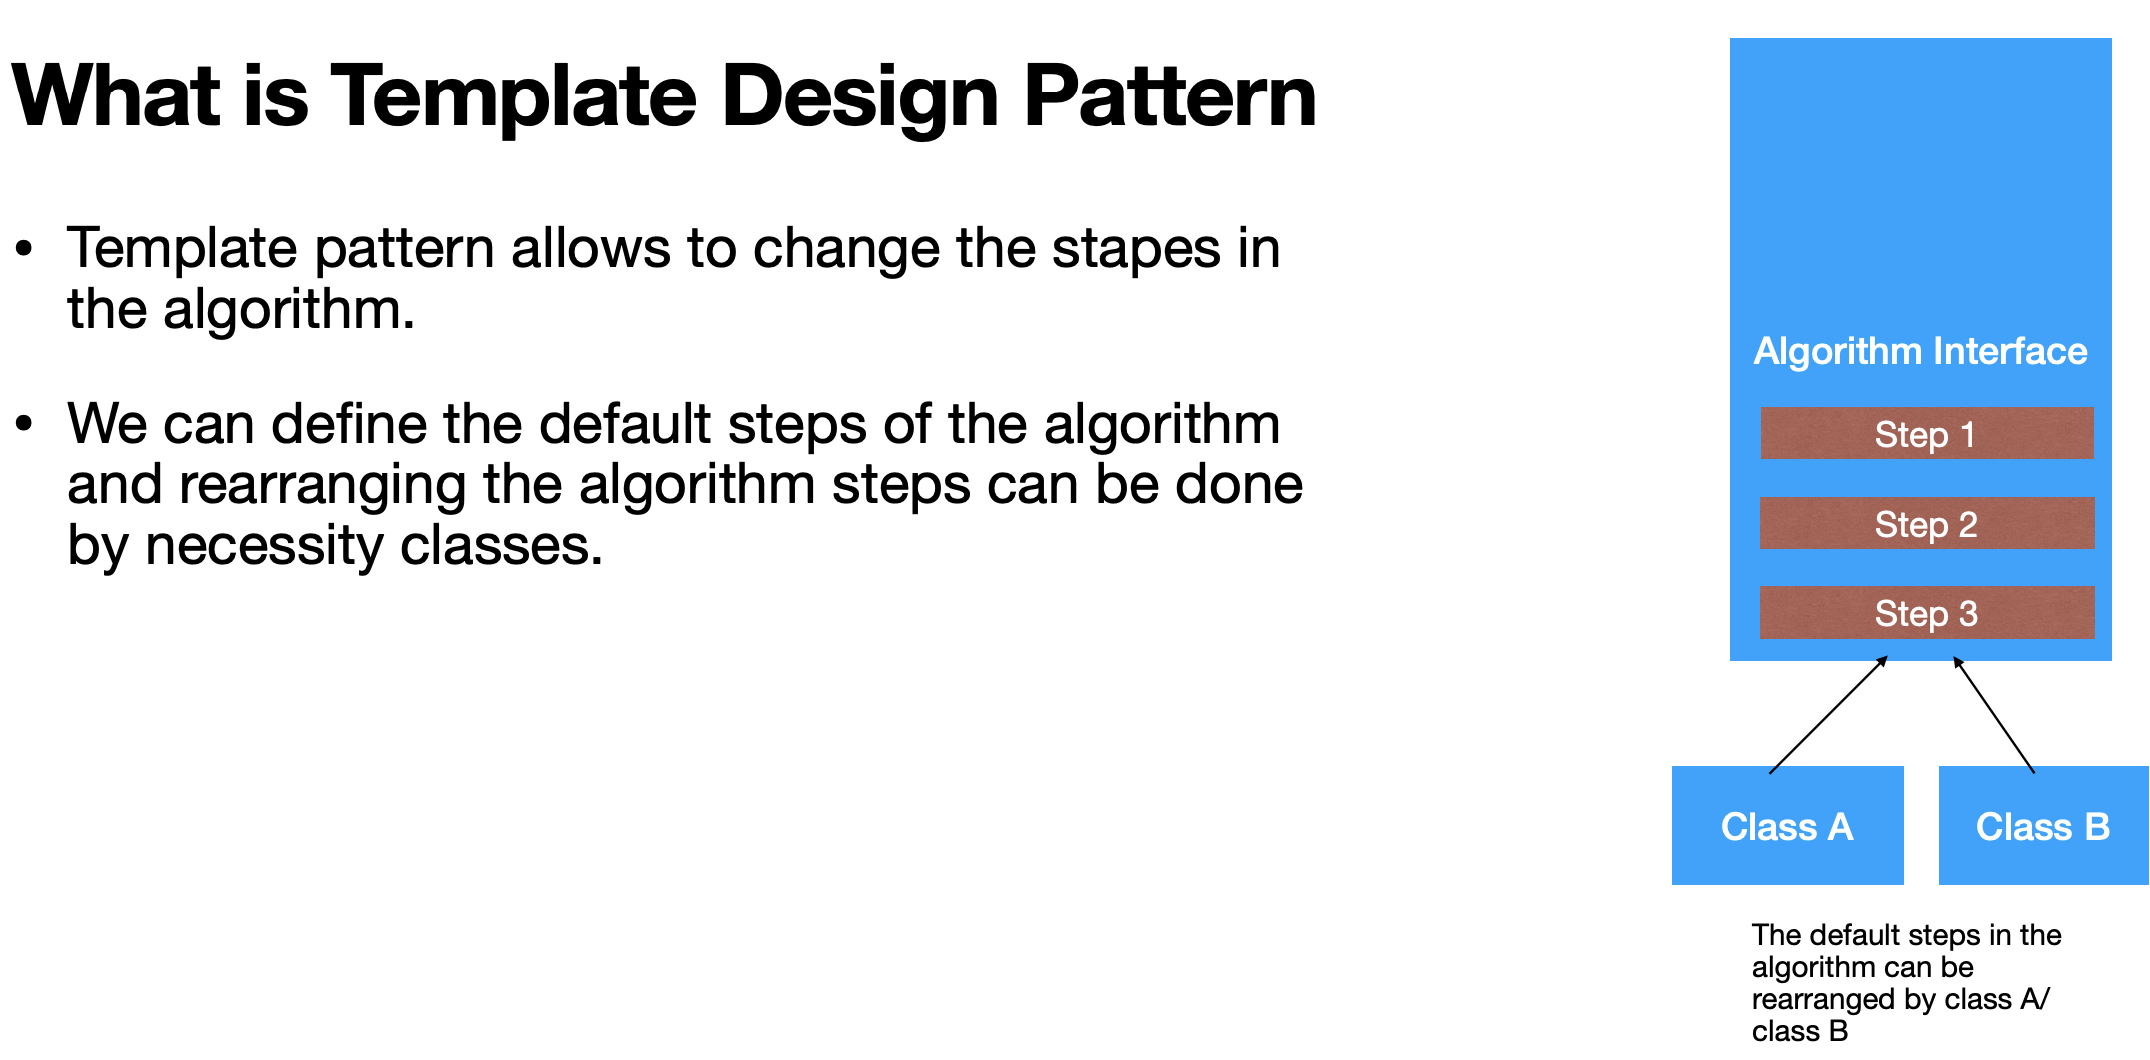 What is Template Design Pattern
• Template pattern allows to change the stapes in
the algorithm.
• We can define the default steps of the algorithm
and rearranging the algorithm steps can be done
by necessity classes.
Algorithm Interface
Step 1
Step 2
Step 3
Class A
Class B
The default steps in the
algorithm can be
rearranged by class A/
class B